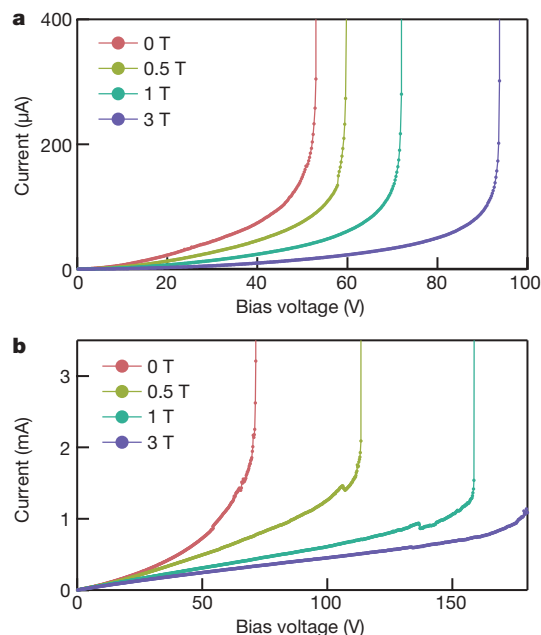 a
400
200
0
Current (µA)
0 T
0.5 T
1 T
3 T
0
20
40
60
80
100
Bias voltage (V)
b
3
2
1
0
Current (mA)
0 T
0.5 T
1 T
3 T
0
50
100
150
Bias voltage (V)